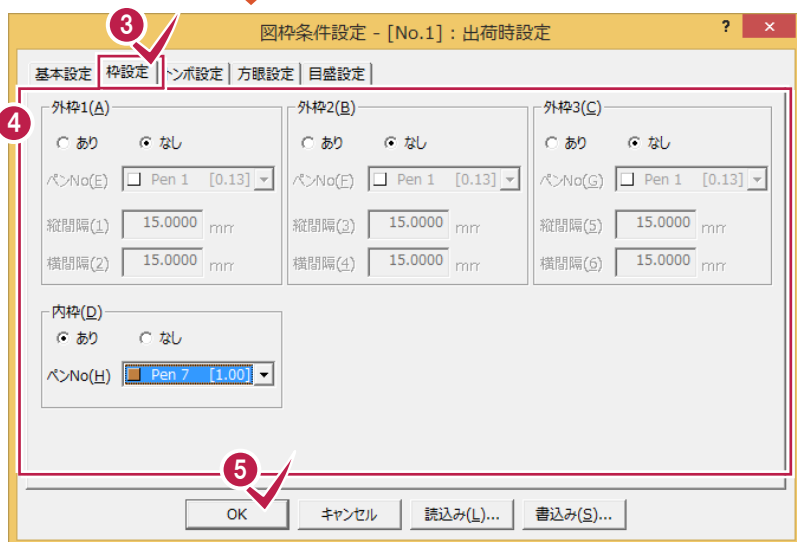 3
図枠条件設定 - [No.1] : 出荷時設定 ? ×
基本設定 枠設定 トンボ設定 方眼設定 目盛設定
4
外枠1(A) 外枠2(B) 外枠3(C)
あり なし あり なし あり なし
ペンNo(E) Pen 1 [0.13] ペンNo(F) Pen 1 [0.13] ペンNo(G) Pen 1 [0.13]
縦間隔(1) 15.0000 mm 縦間隔(3) 15.0000 mm 縦間隔(5) 15.0000 mm
横間隔(2) 15.0000 mm 横間隔(4) 15.0000 mm 横間隔(6) 15.0000 mm
内枠(D)
あり なし
ペンNo(H) Pen 7 [1.00]
5
OK キャンセル 読込み(L)... 書込み(S)...